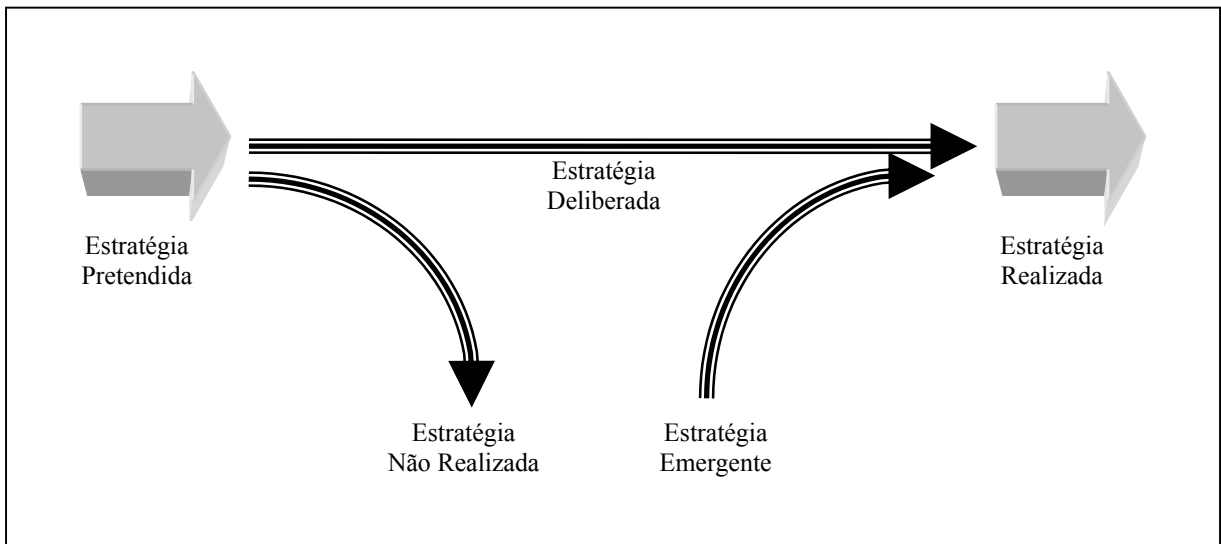 Estratégia
Deliberada
Estratégia
Pretendida
Estratégia
Realizada
Estratégia
Não Realizada
Estratégia
Emergente